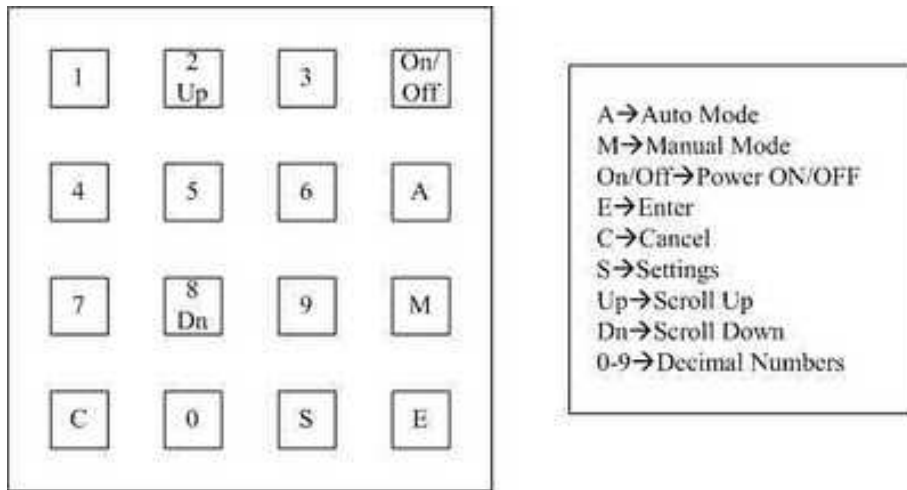 1 2 Up 3 On/Off
4 5 6 A
7 8 Dn 9 M
C 0 S E
A→Auto Mode
M→Manual Mode
On/Off→Power ON/OFF
E→Enter
C→Cancel
S→Settings
Up→Scroll Up
Dn→Scroll Down
0-9→Decimal Numbers